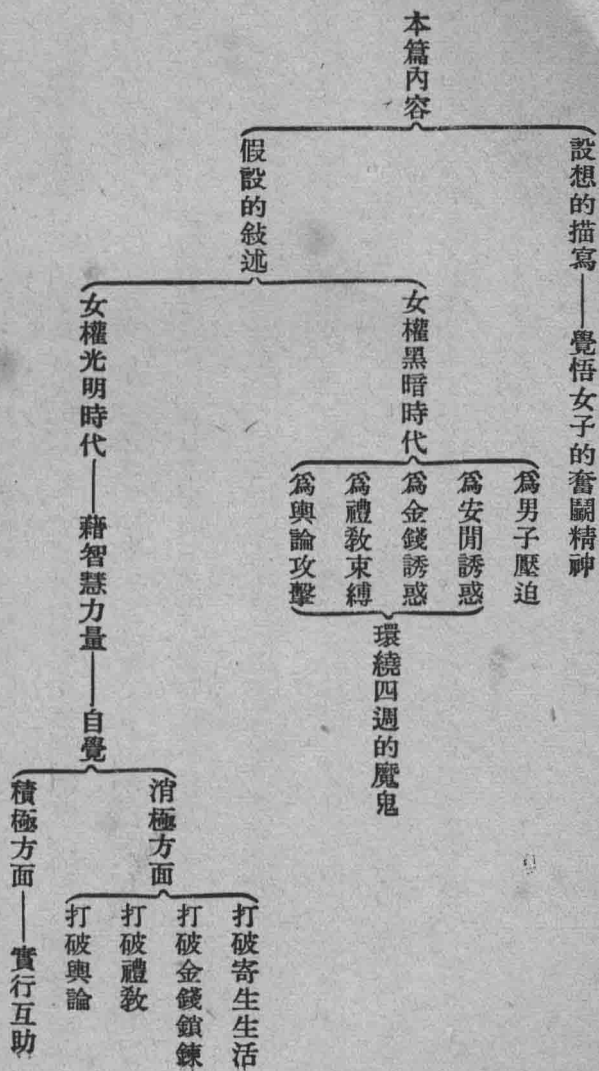 本篇內容
設想的描寫——覺悟女子的奮鬭精神
假設的敍述
女權黑暗時代
爲男子壓迫
爲安閒誘惑
爲金錢誘惑
爲禮敎束縛
爲輿論攻擊
環繞四週的魔鬼
女權光明時代——藉智慧力量——自覺
消極方面
打破寄生生活
打破金錢鎖鍊
打破禮敎
打破輿論
積極方面——實行互助